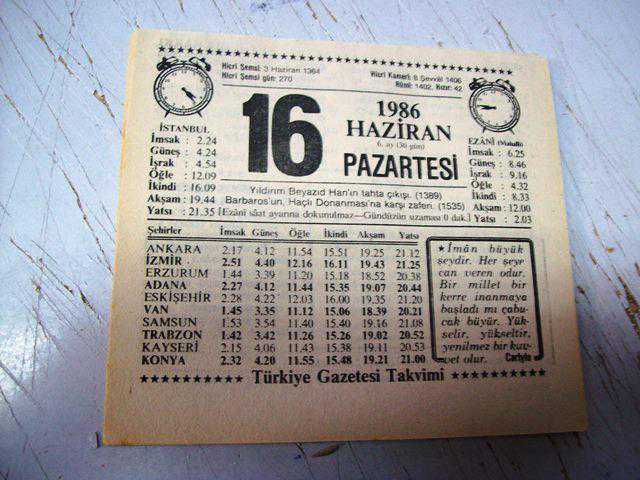 Hicri Şemsi: 3 Haziran 1364
Hicri Şemsi gün: 270
Hicri Kameri: 8 Şevvâl 1406
Rûmî: 1402, Hızır: 42
16
1986
HAZİRAN
6. ay (30 gün)
PAZARTESİ
İSTANBUL
İmsak : 2.24
Güneş : 4.24
İşrak : 4.54
Öğle : 12.09
İkindi : 16.09
Akşam : 19.44
Yatsı : 21.35
EZÂNİ (Mahalli)
İmsak : 6.25
Güneş : 8.46
İşrak : 9.16
Öğle : 4.32
İkindi : 8.33
Akşam: 12.00
Yatsı : 2.03
Yıldırım Beyazıd Han'ın tahta çıkışı. (1389)
Barbaros'un, Haçlı Donanması'na karşı zaferi. (1535)
[Ezânî sâat ayarına dokunulmaz—Gündüzün uzaması 0 dak.]
Şehirler İmsak Güneş Öğle İkindi Akşam Yatsı
ANKARA 2.17 4.12 11.54 15.51 19.25 21.12
İZMİR 2.51 4.40 12.16 16.11 19.43 21.25
ERZURUM 1.44 3.39 11.20 15.18 18.52 20.38
ADANA 2.27 4.12 11.44 15.35 19.07 20.44
ESKİŞEHİR 2.28 4.22 12.03 16.00 19.35 21.20
VAN 1.45 3.35 11.12 15.06 18.39 20.21
SAMSUN 1.53 3.54 11.40 15.40 19.16 21.08
TRABZON 1.42 3.42 11.26 15.26 19.02 20.52
KAYSERİ 2.15 4.06 11.43 15.38 19.11 20.53
KONYA 2.32 4.20 11.55 15.48 19.21 21.00
★ İmân büyük
şeydir. Her şeye
can veren odur.
Bir millet bir
kerre inanmaya
başladı mı çabu-
cak büyür. Yük-
selir, yükseltir,
yenilmez bir kuv-
vet olur. Carlyle
Türkiye Gazetesi Takvimi